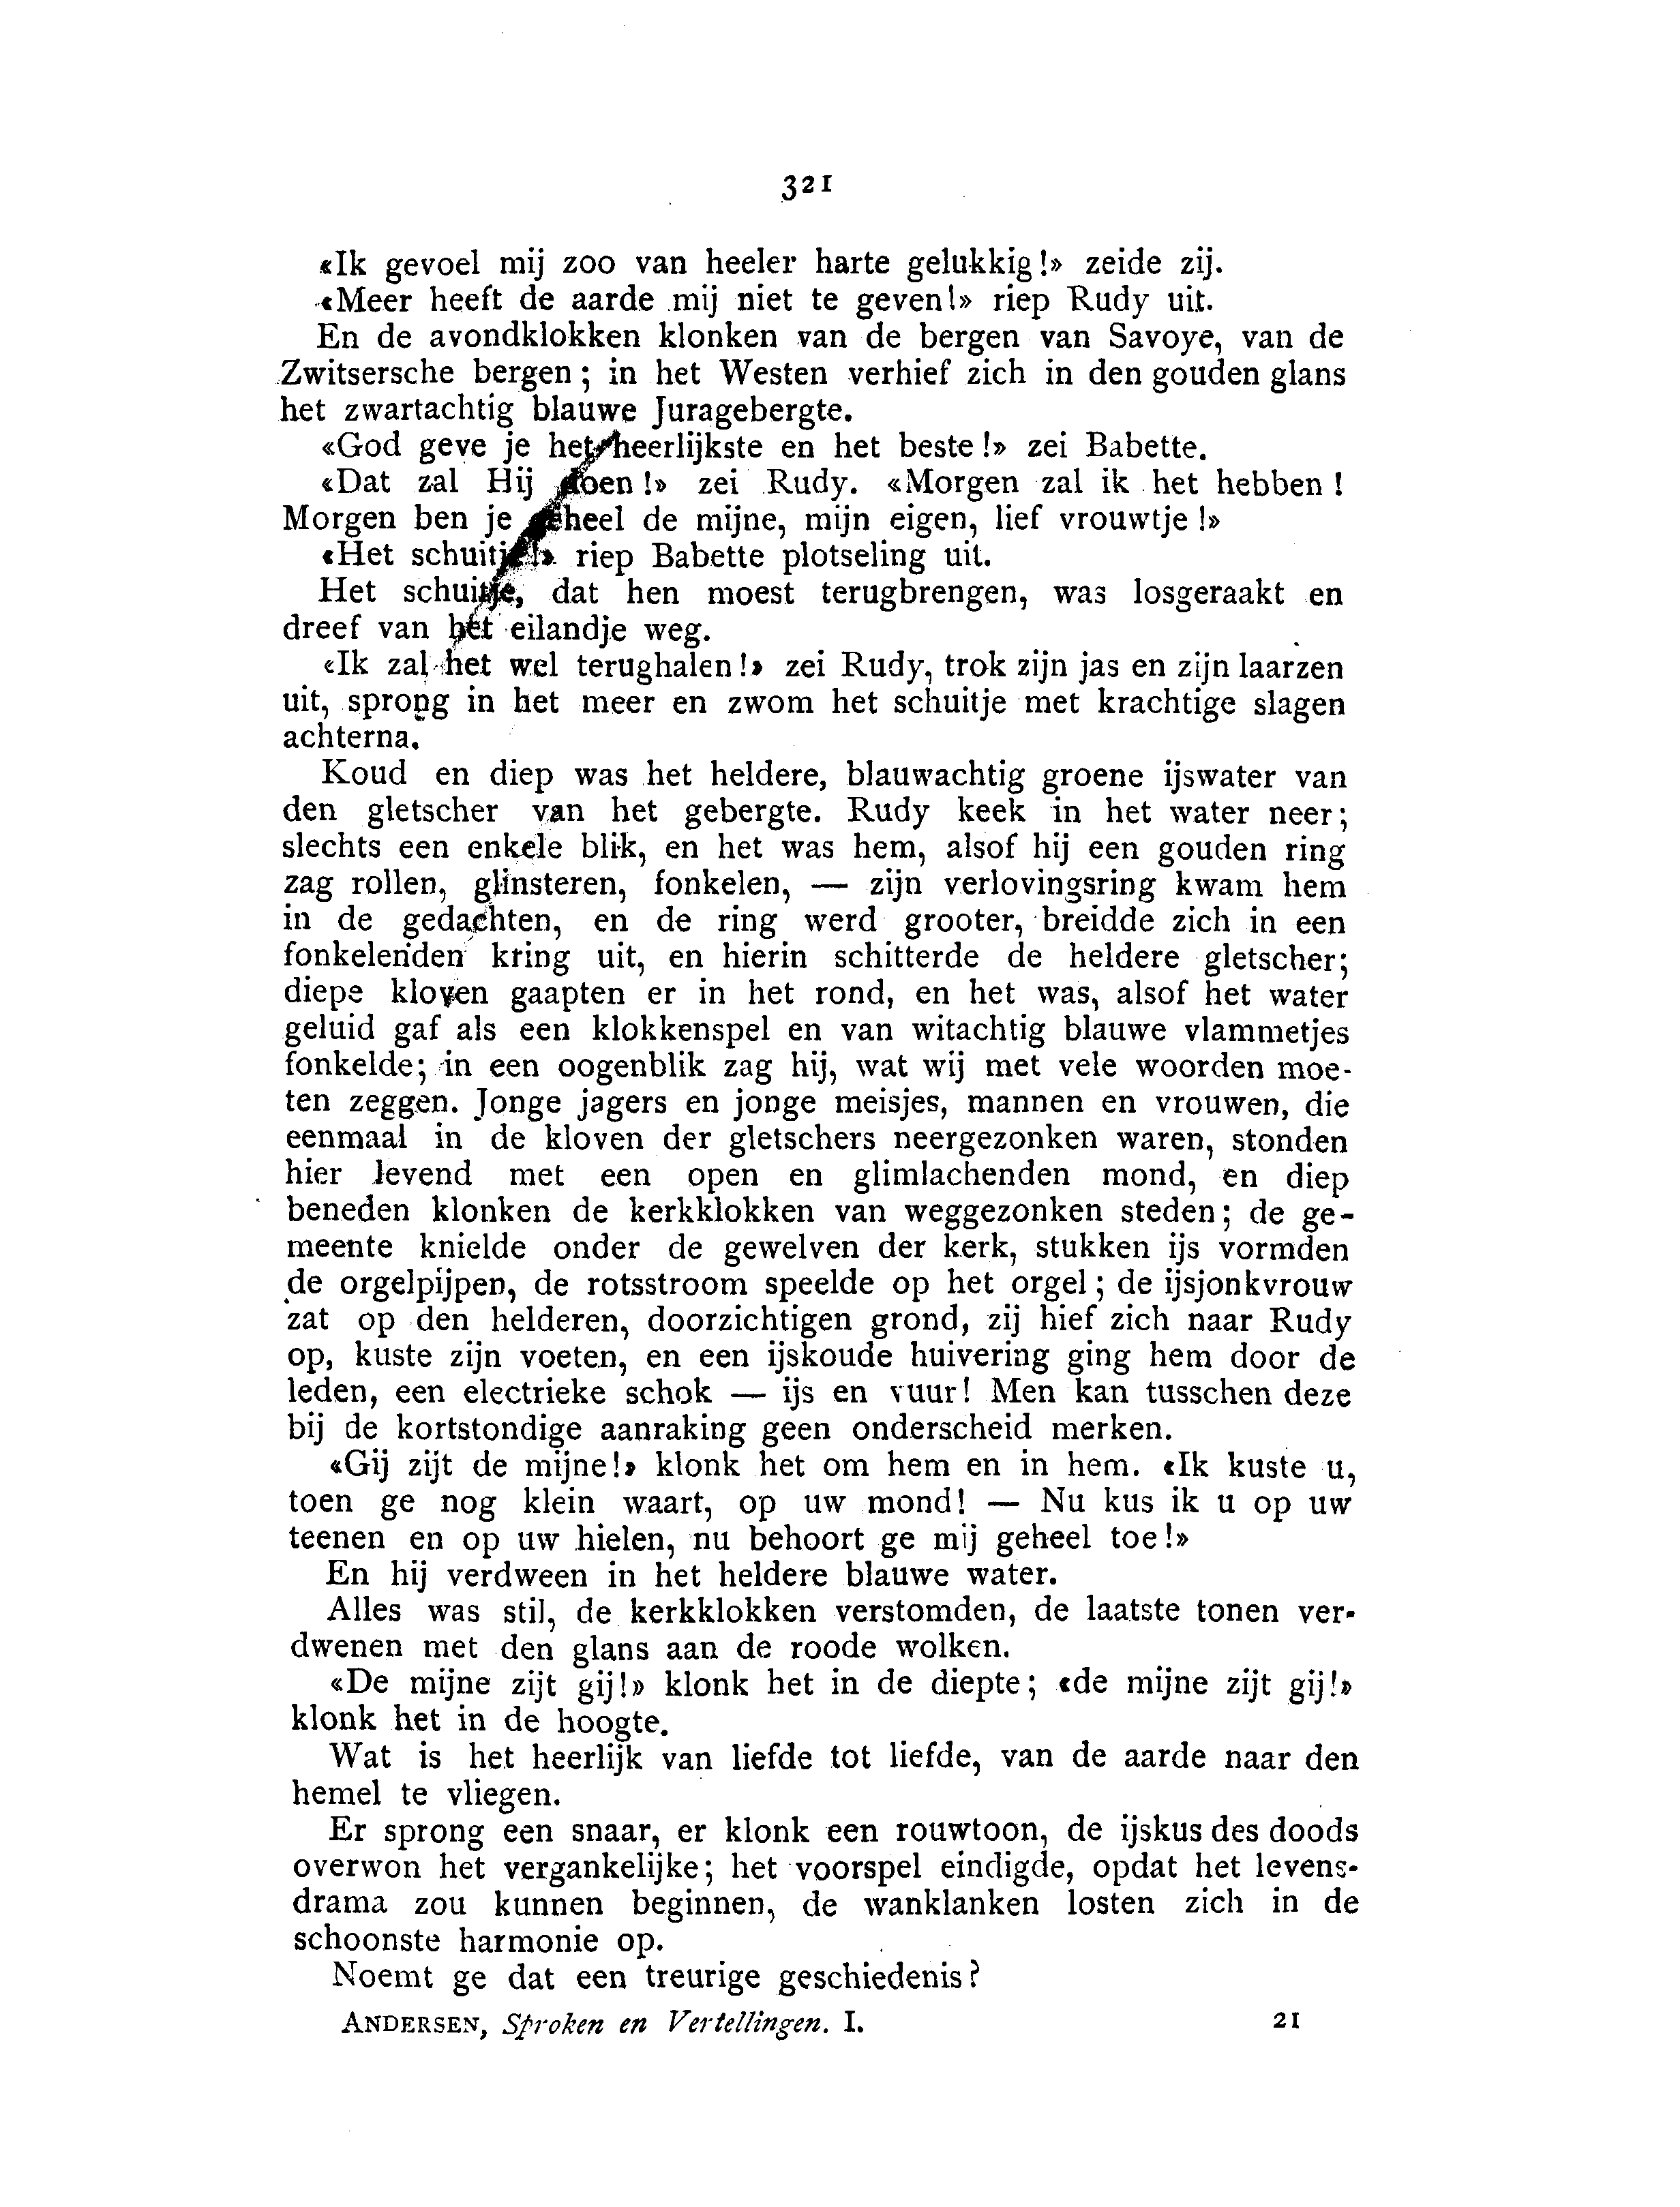 321
«Ik gevoel mij zoo van heeler harte gelukkig!» zeide zij.
«Meer heeft de aarde mij niet te geven!» riep Rudy uit.
En de avondklokken klonken van de bergen van Savoye, van de
Zwitsersche bergen; in het Westen verhief zich in den gouden glans
het zwartachtig blauwe Juragebergte.
«God geve je het heerlijkste en het beste!» zei Babette.
«Dat zal Hij doen!» zei Rudy. «Morgen zal ik het hebben!
Morgen ben je geheel de mijne, mijn eigen, lief vrouwtje!»
«Het schuitje!» riep Babette plotseling uit.
Het schuitje, dat hen moest terugbrengen, was losgeraakt en
dreef van het eilandje weg.
«Ik zal het wel terughalen!» zei Rudy, trok zijn jas en zijn laarzen
uit, sprong in het meer en zwom het schuitje met krachtige slagen
achterna.
Koud en diep was het heldere, blauwachtig groene ijswater van
den gletscher van het gebergte. Rudy keek in het water neer;
slechts een enkele blik, en het was hem, alsof hij een gouden ring
zag rollen, glinsteren, fonkelen, — zijn verlovingsring kwam hem
in de gedachten, en de ring werd grooter, breidde zich in een
fonkelenden kring uit, en hierin schitterde de heldere gletscher;
diepe kloven gaapten er in het rond, en het was, alsof het water
geluid gaf als een klokkenspel en van witachtig blauwe vlammetjes
fonkelde; in een oogenblik zag hij, wat wij met vele woorden moe-
ten zeggen. Jonge jagers en jonge meisjes, mannen en vrouwen, die
eenmaal in de kloven der gletschers neergezonken waren, stonden
hier levend met een open en glimlachenden mond, en diep
beneden klonken de kerkklokken van weggezonken steden; de ge-
meente knielde onder de gewelven der kerk, stukken ijs vormden
de orgelpijpen, de rotsstroom speelde op het orgel; de ijsjonkvrouw
zat op den helderen, doorzichtigen grond, zij hief zich naar Rudy
op, kuste zijn voeten, en een ijskoude huivering ging hem door de
leden, een electrieke schok — ijs en vuur! Men kan tusschen deze
bij de kortstondige aanraking geen onderscheid merken.
«Gij zijt de mijne!» klonk het om hem en in hem. «Ik kuste u,
toen ge nog klein waart, op uw mond! — Nu kus ik u op uw
teenen en op uw hielen, nu behoort ge mij geheel toe!»
En hij verdween in het heldere blauwe water.
Alles was stil, de kerkklokken verstomden, de laatste tonen ver-
dwenen met den glans aan de roode wolken.
«De mijne zijt gij!» klonk het in de diepte; «de mijne zijt gij!»
klonk het in de hoogte.
Wat is het heerlijk van liefde tot liefde, van de aarde naar den
hemel te vliegen.
Er sprong een snaar, er klonk een rouwtoon, de ijskus des doods
overwon het vergankelijke; het voorspel eindigde, opdat het levens-
drama zou kunnen beginnen, de wanklanken losten zich in de
schoonste harmonie op.
Noemt ge dat een treurige geschiedenis?
ANDERSEN, Sproken en Vertellingen. I. 21